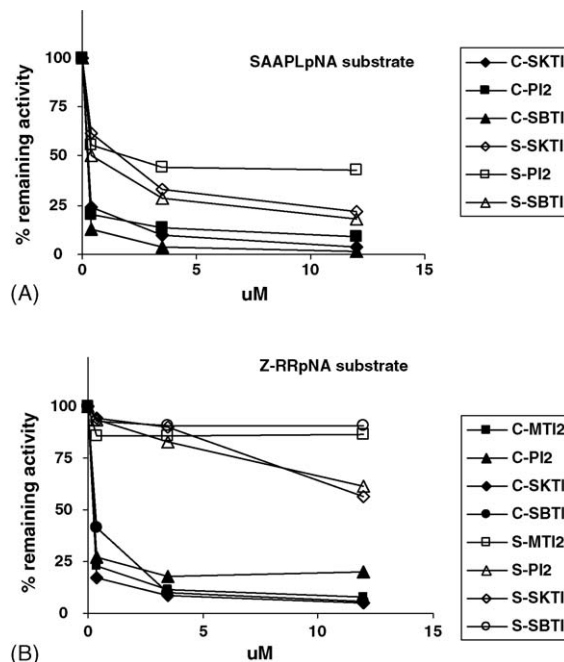 SAAPLpNA substrate
100
75
50
25
0
0
5
10
15
% remaining activity
uM
C-SKTI
C-PI2
C-SBTI
S-SKTI
S-PI2
S-SBTI
(A)
Z-RRpNA substrate
100
75
50
25
0
0
5
10
15
% remaining activity
uM
C-MTI2
C-PI2
C-SKTI
C-SBTI
S-MTI2
S-PI2
S-SKTI
S-SBTI
(B)